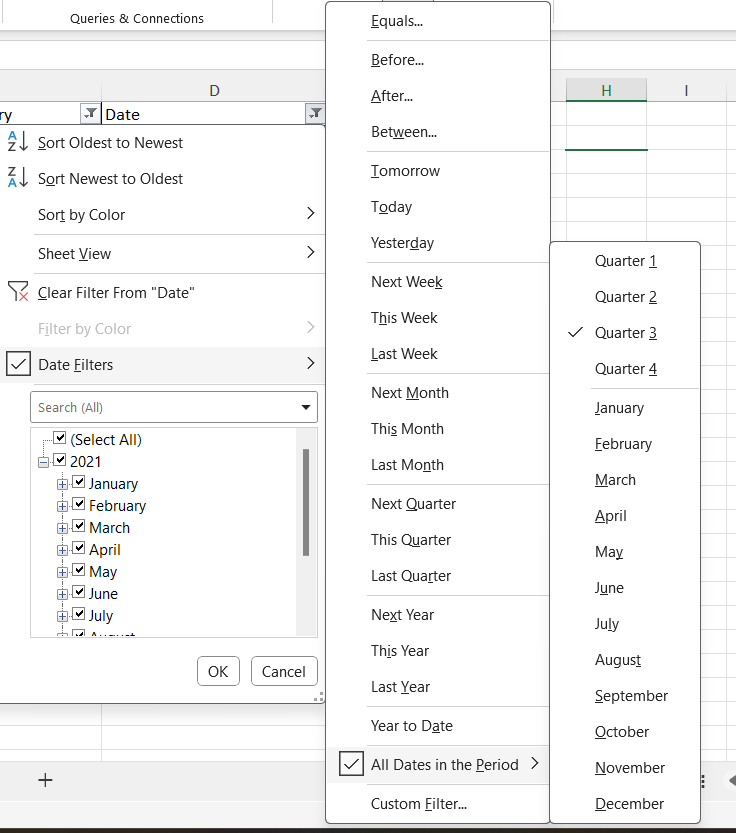 Queries & Connections
D
H
I
ry
Date
Sort Oldest to Newest
Sort Newest to Oldest
Sort by Color
Sheet View
Clear Filter From "Date"
Filter by Color
Date Filters
Search (All)
(Select All)
2021
January
February
March
April
May
June
July
August
OK
Cancel
Equals...
Before...
After...
Between...
Tomorrow
Today
Yesterday
Next Week
This Week
Last Week
Next Month
This Month
Last Month
Next Quarter
This Quarter
Last Quarter
Next Year
This Year
Last Year
Year to Date
All Dates in the Period
Custom Filter...
Quarter 1
Quarter 2
Quarter 3
Quarter 4
January
February
March
April
May
June
July
August
September
October
November
December